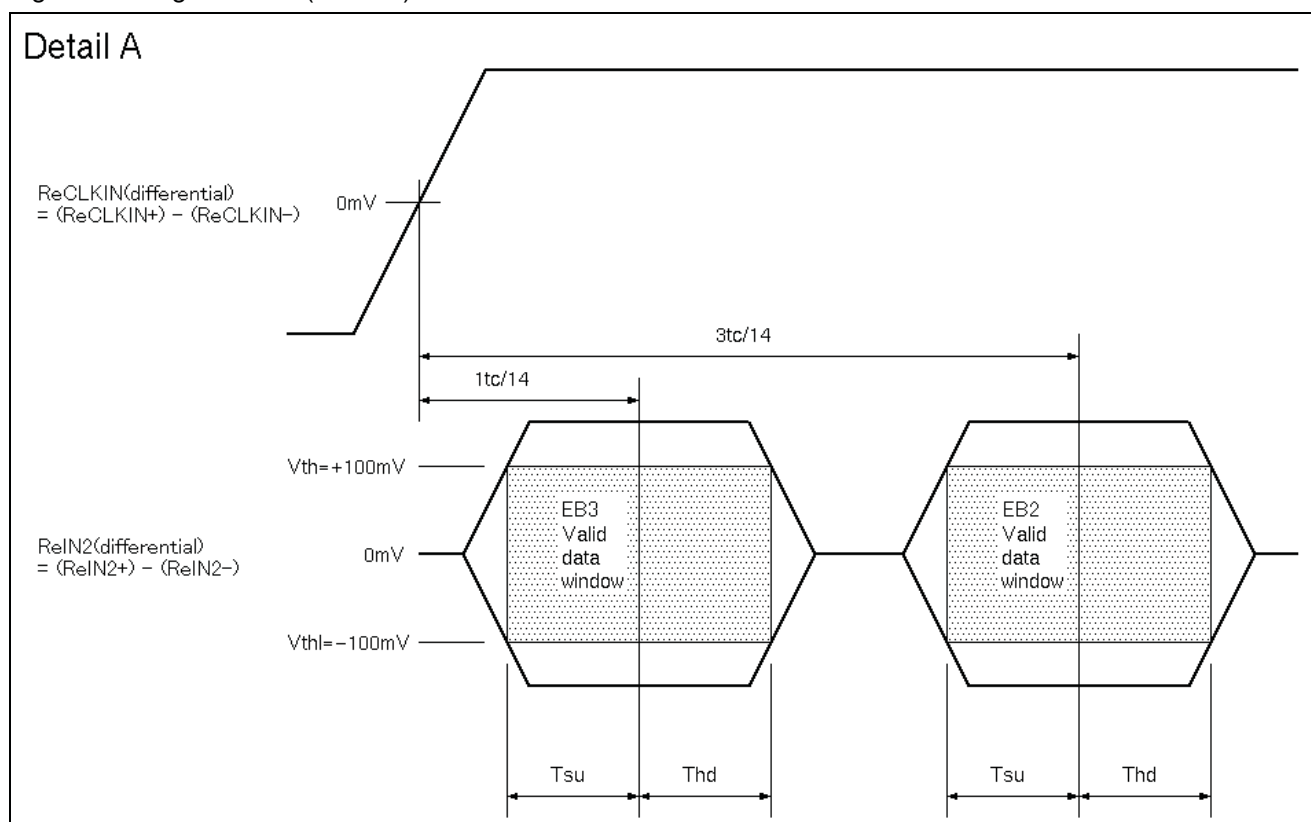 Detail A
ReCLKIN(differential)
= (ReCLKIN+) - (ReCLKIN-)
0mV
3tc/14
1tc/14
Vth=+100mV
ReIN2(differential)
= (ReIN2+) - (ReIN2-)
0mV
Vthl=-100mV
EB3
Valid
data
window
EB2
Valid
data
window
Tsu
Thd
Tsu
Thd